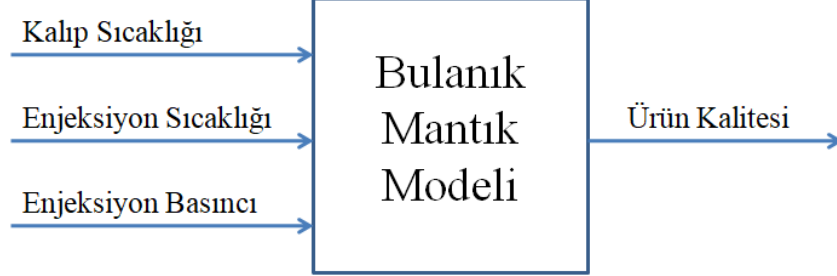 Kalıp Sıcaklığı
Enjeksiyon Sıcaklığı
Enjeksiyon Basıncı
Bulanık
Mantık
Modeli
Ürün Kalitesi